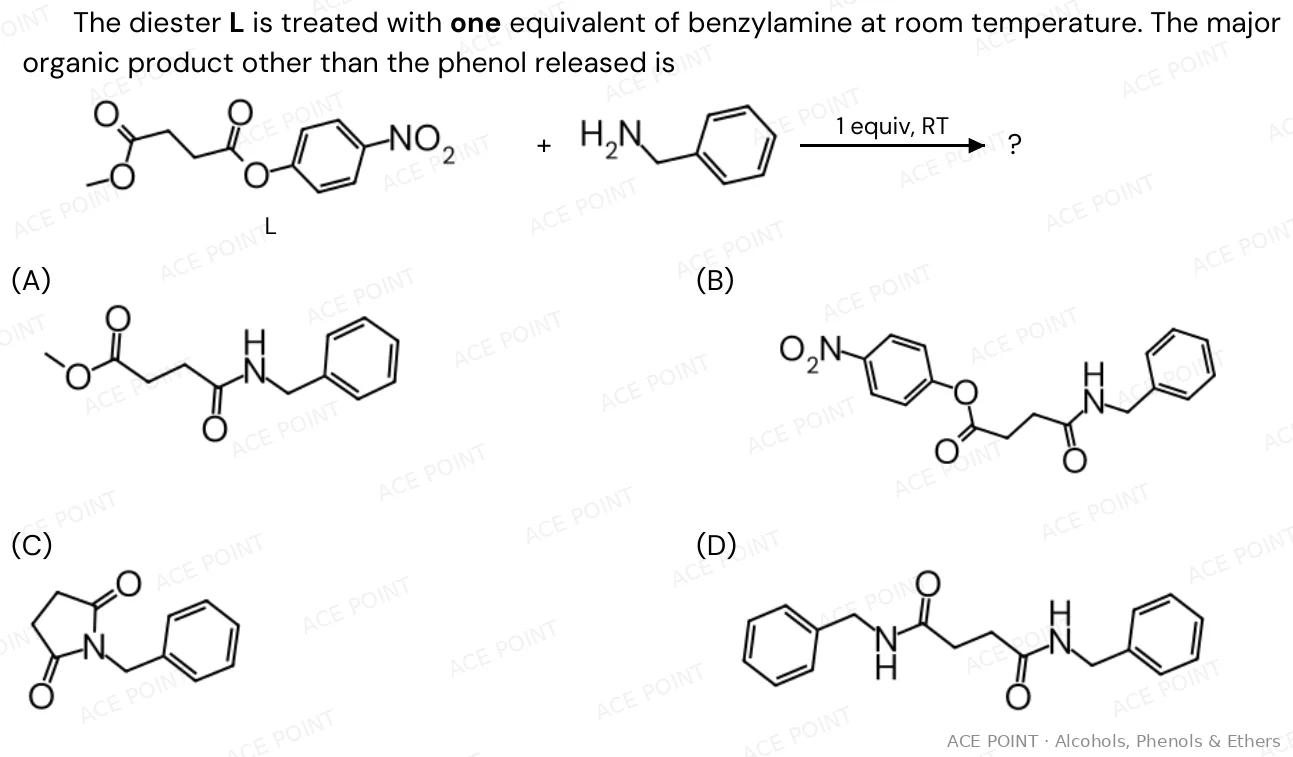 The diester L is treated with one equivalent of benzylamine at room temperature. The major
organic product other than the phenol released is
O O NO2
O O
+
H2N
1 equiv, RT
?
L
(A)
O
O
H
N
O
(B)
O2N
O
O
H
N
O
(C)
O
N
O
(D)
O
N
H
H
N
O
ACE POINT · Alcohols, Phenols & Ethers